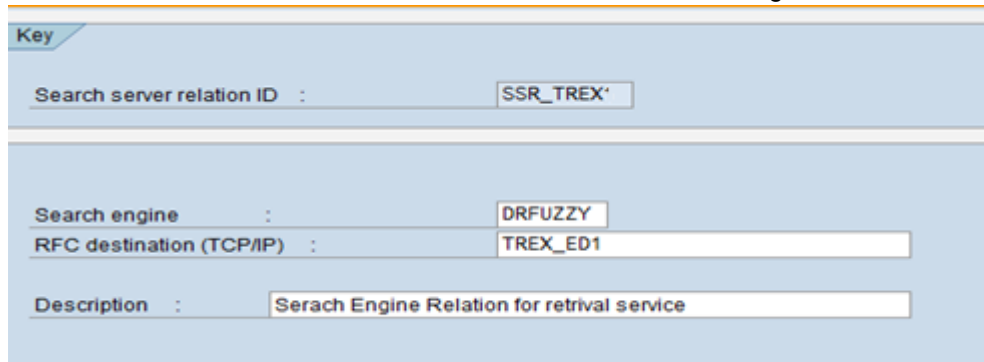 Key
Search server relation ID : SSR_TREX'
Search engine : DRFUZZY
RFC destination (TCP/IP) : TREX_ED1
Description : Serach Engine Relation for retrival service